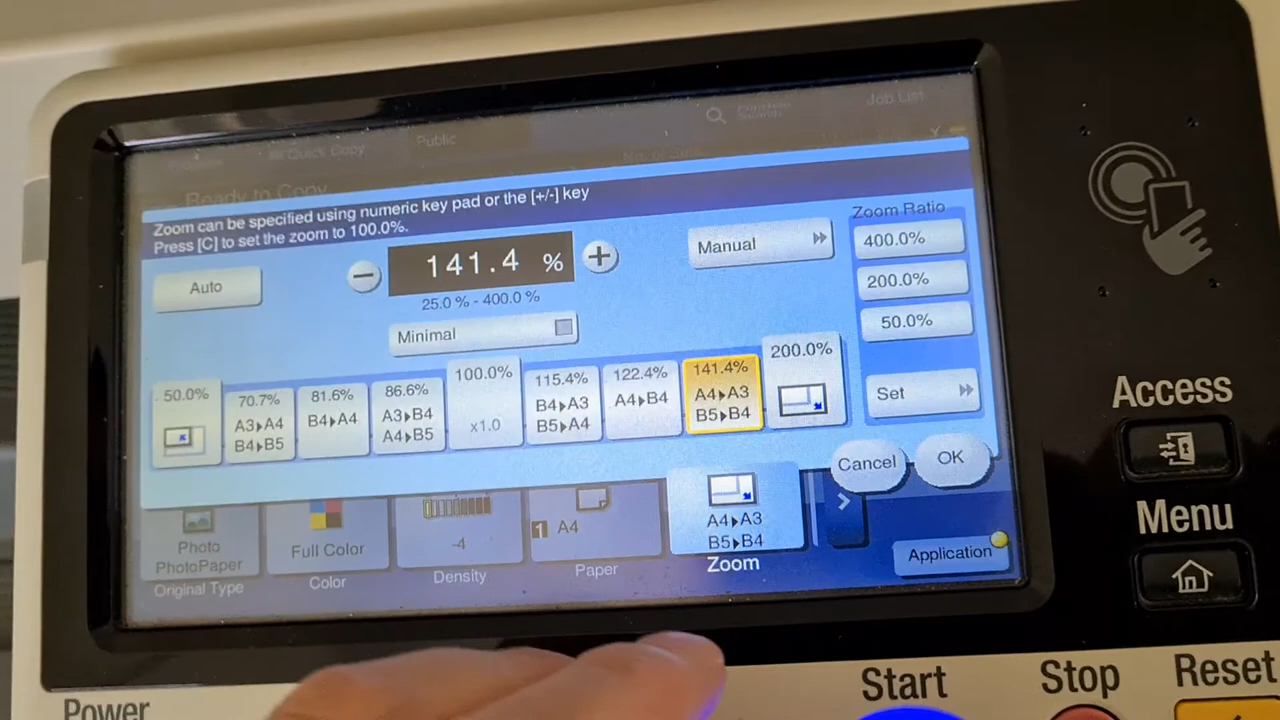 Job List
Quick Copy
Public
Ready to Copy
Zoom can be specified using numeric key pad or the [+/-] key
Press [C] to set the zoom to 100.0%.
Auto
−
141.4 %
+
25.0 % - 400.0 %
Minimal
Manual
Zoom Ratio
400.0%
200.0%
50.0%
Set
50.0%
70.7%
A3▸A4
B4▸B5
81.6%
B4▸A4
86.6%
A3▸B4
A4▸B5
100.0%
x1.0
115.4%
B4▸A3
B5▸A4
122.4%
A4▸B4
141.4%
A4▸A3
B5▸B4
200.0%
Cancel
OK
Photo
PhotoPaper
Original Type
Full Color
Color
-4
Density
1 A4
Paper
A4▸A3
B5▸B4
Zoom
Application
Access
Menu
Power
Start
Stop
Reset